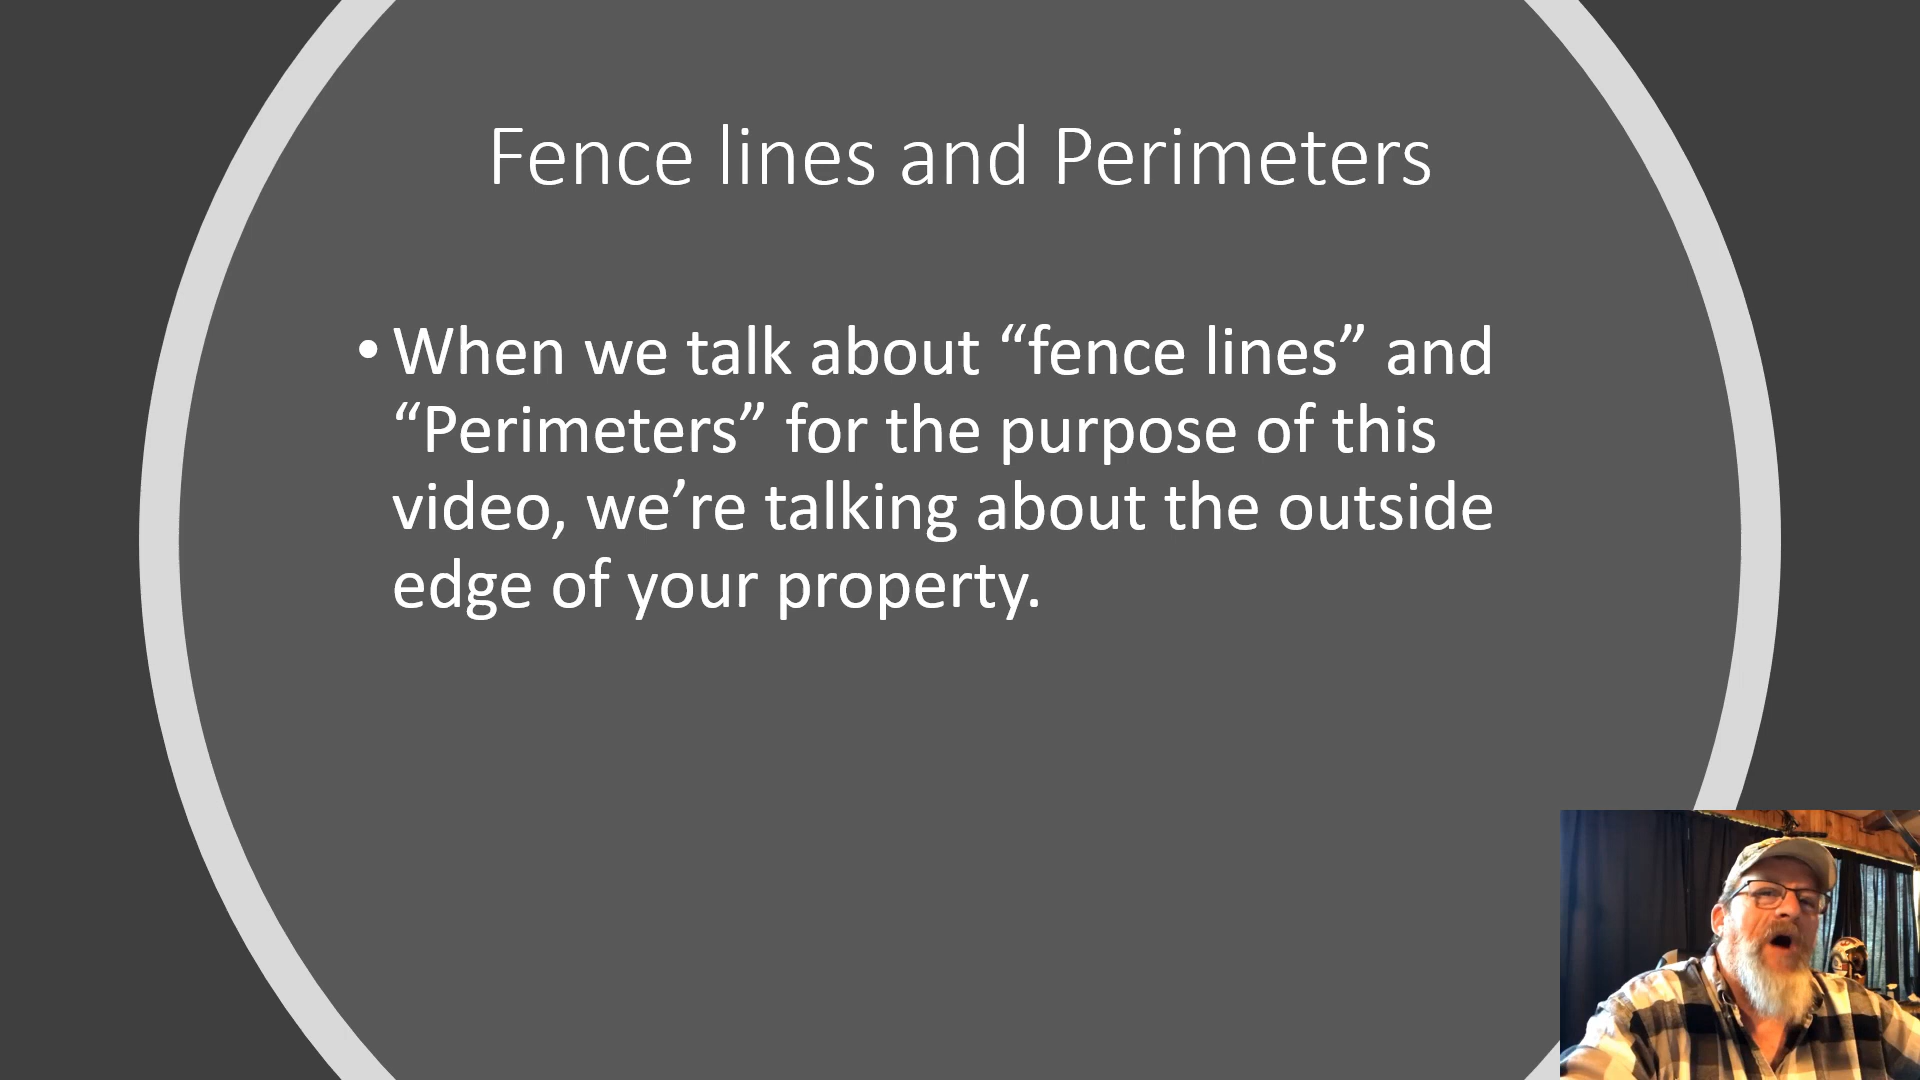 Fence lines and Perimeters
• When we talk about “fence lines” and
“Perimeters” for the purpose of this
video, we’re talking about the outside
edge of your property.